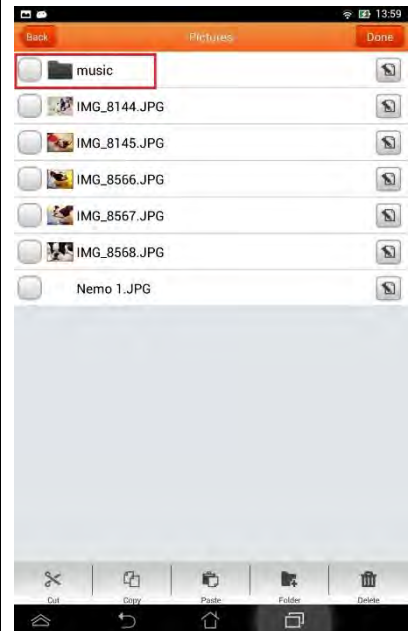 13:59
Back Pictures Done
music
IMG_8144.JPG
IMG_8145.JPG
IMG_8566.JPG
IMG_8567.JPG
IMG_8568.JPG
Nemo 1.JPG
Cut Copy Paste Folder Delete